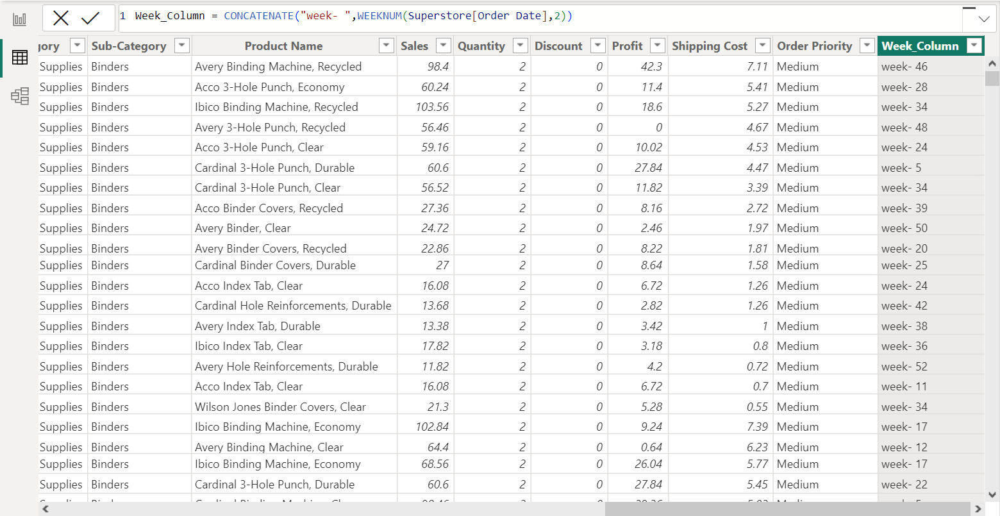 1 Week_Column = CONCATENATE("week- ",WEEKNUM(Superstore[Order Date],2))
gory Sub-Category Product Name Sales Quantity Discount Profit Shipping Cost Order Priority Week_Column
Supplies Binders Avery Binding Machine, Recycled 98.4 2 0 42.3 7.11 Medium week- 46
Supplies Binders Acco 3-Hole Punch, Economy 60.24 2 0 11.4 5.41 Medium week- 28
Supplies Binders Ibico Binding Machine, Recycled 103.56 2 0 18.6 5.27 Medium week- 34
Supplies Binders Avery 3-Hole Punch, Recycled 56.46 2 0 0 4.67 Medium week- 48
Supplies Binders Acco 3-Hole Punch, Clear 59.16 2 0 10.02 4.53 Medium week- 24
Supplies Binders Cardinal 3-Hole Punch, Durable 60.6 2 0 27.84 4.47 Medium week- 5
Supplies Binders Cardinal 3-Hole Punch, Clear 56.52 2 0 11.82 3.39 Medium week- 34
Supplies Binders Acco Binder Covers, Recycled 27.36 2 0 8.16 2.72 Medium week- 39
Supplies Binders Avery Binder, Clear 24.72 2 0 2.46 1.97 Medium week- 50
Supplies Binders Avery Binder Covers, Recycled 22.86 2 0 8.22 1.81 Medium week- 20
Supplies Binders Cardinal Binder Covers, Durable 27 2 0 8.64 1.58 Medium week- 25
Supplies Binders Acco Index Tab, Clear 16.08 2 0 6.72 1.26 Medium week- 24
Supplies Binders Cardinal Hole Reinforcements, Durable 13.68 2 0 2.82 1.26 Medium week- 42
Supplies Binders Avery Index Tab, Durable 13.38 2 0 3.42 1 Medium week- 38
Supplies Binders Ibico Index Tab, Clear 17.82 2 0 3.18 0.8 Medium week- 36
Supplies Binders Avery Hole Reinforcements, Durable 11.82 2 0 4.2 0.72 Medium week- 52
Supplies Binders Acco Index Tab, Clear 16.08 2 0 6.72 0.7 Medium week- 11
Supplies Binders Wilson Jones Binder Covers, Clear 21.3 2 0 5.28 0.55 Medium week- 34
Supplies Binders Ibico Binding Machine, Economy 102.84 2 0 9.24 7.39 Medium week- 17
Supplies Binders Avery Binding Machine, Clear 64.4 2 0 0.64 6.23 Medium week- 12
Supplies Binders Ibico Binding Machine, Economy 68.56 2 0 26.04 5.77 Medium week- 17
Supplies Binders Cardinal 3-Hole Punch, Durable 60.6 2 0 27.84 5.45 Medium week- 22